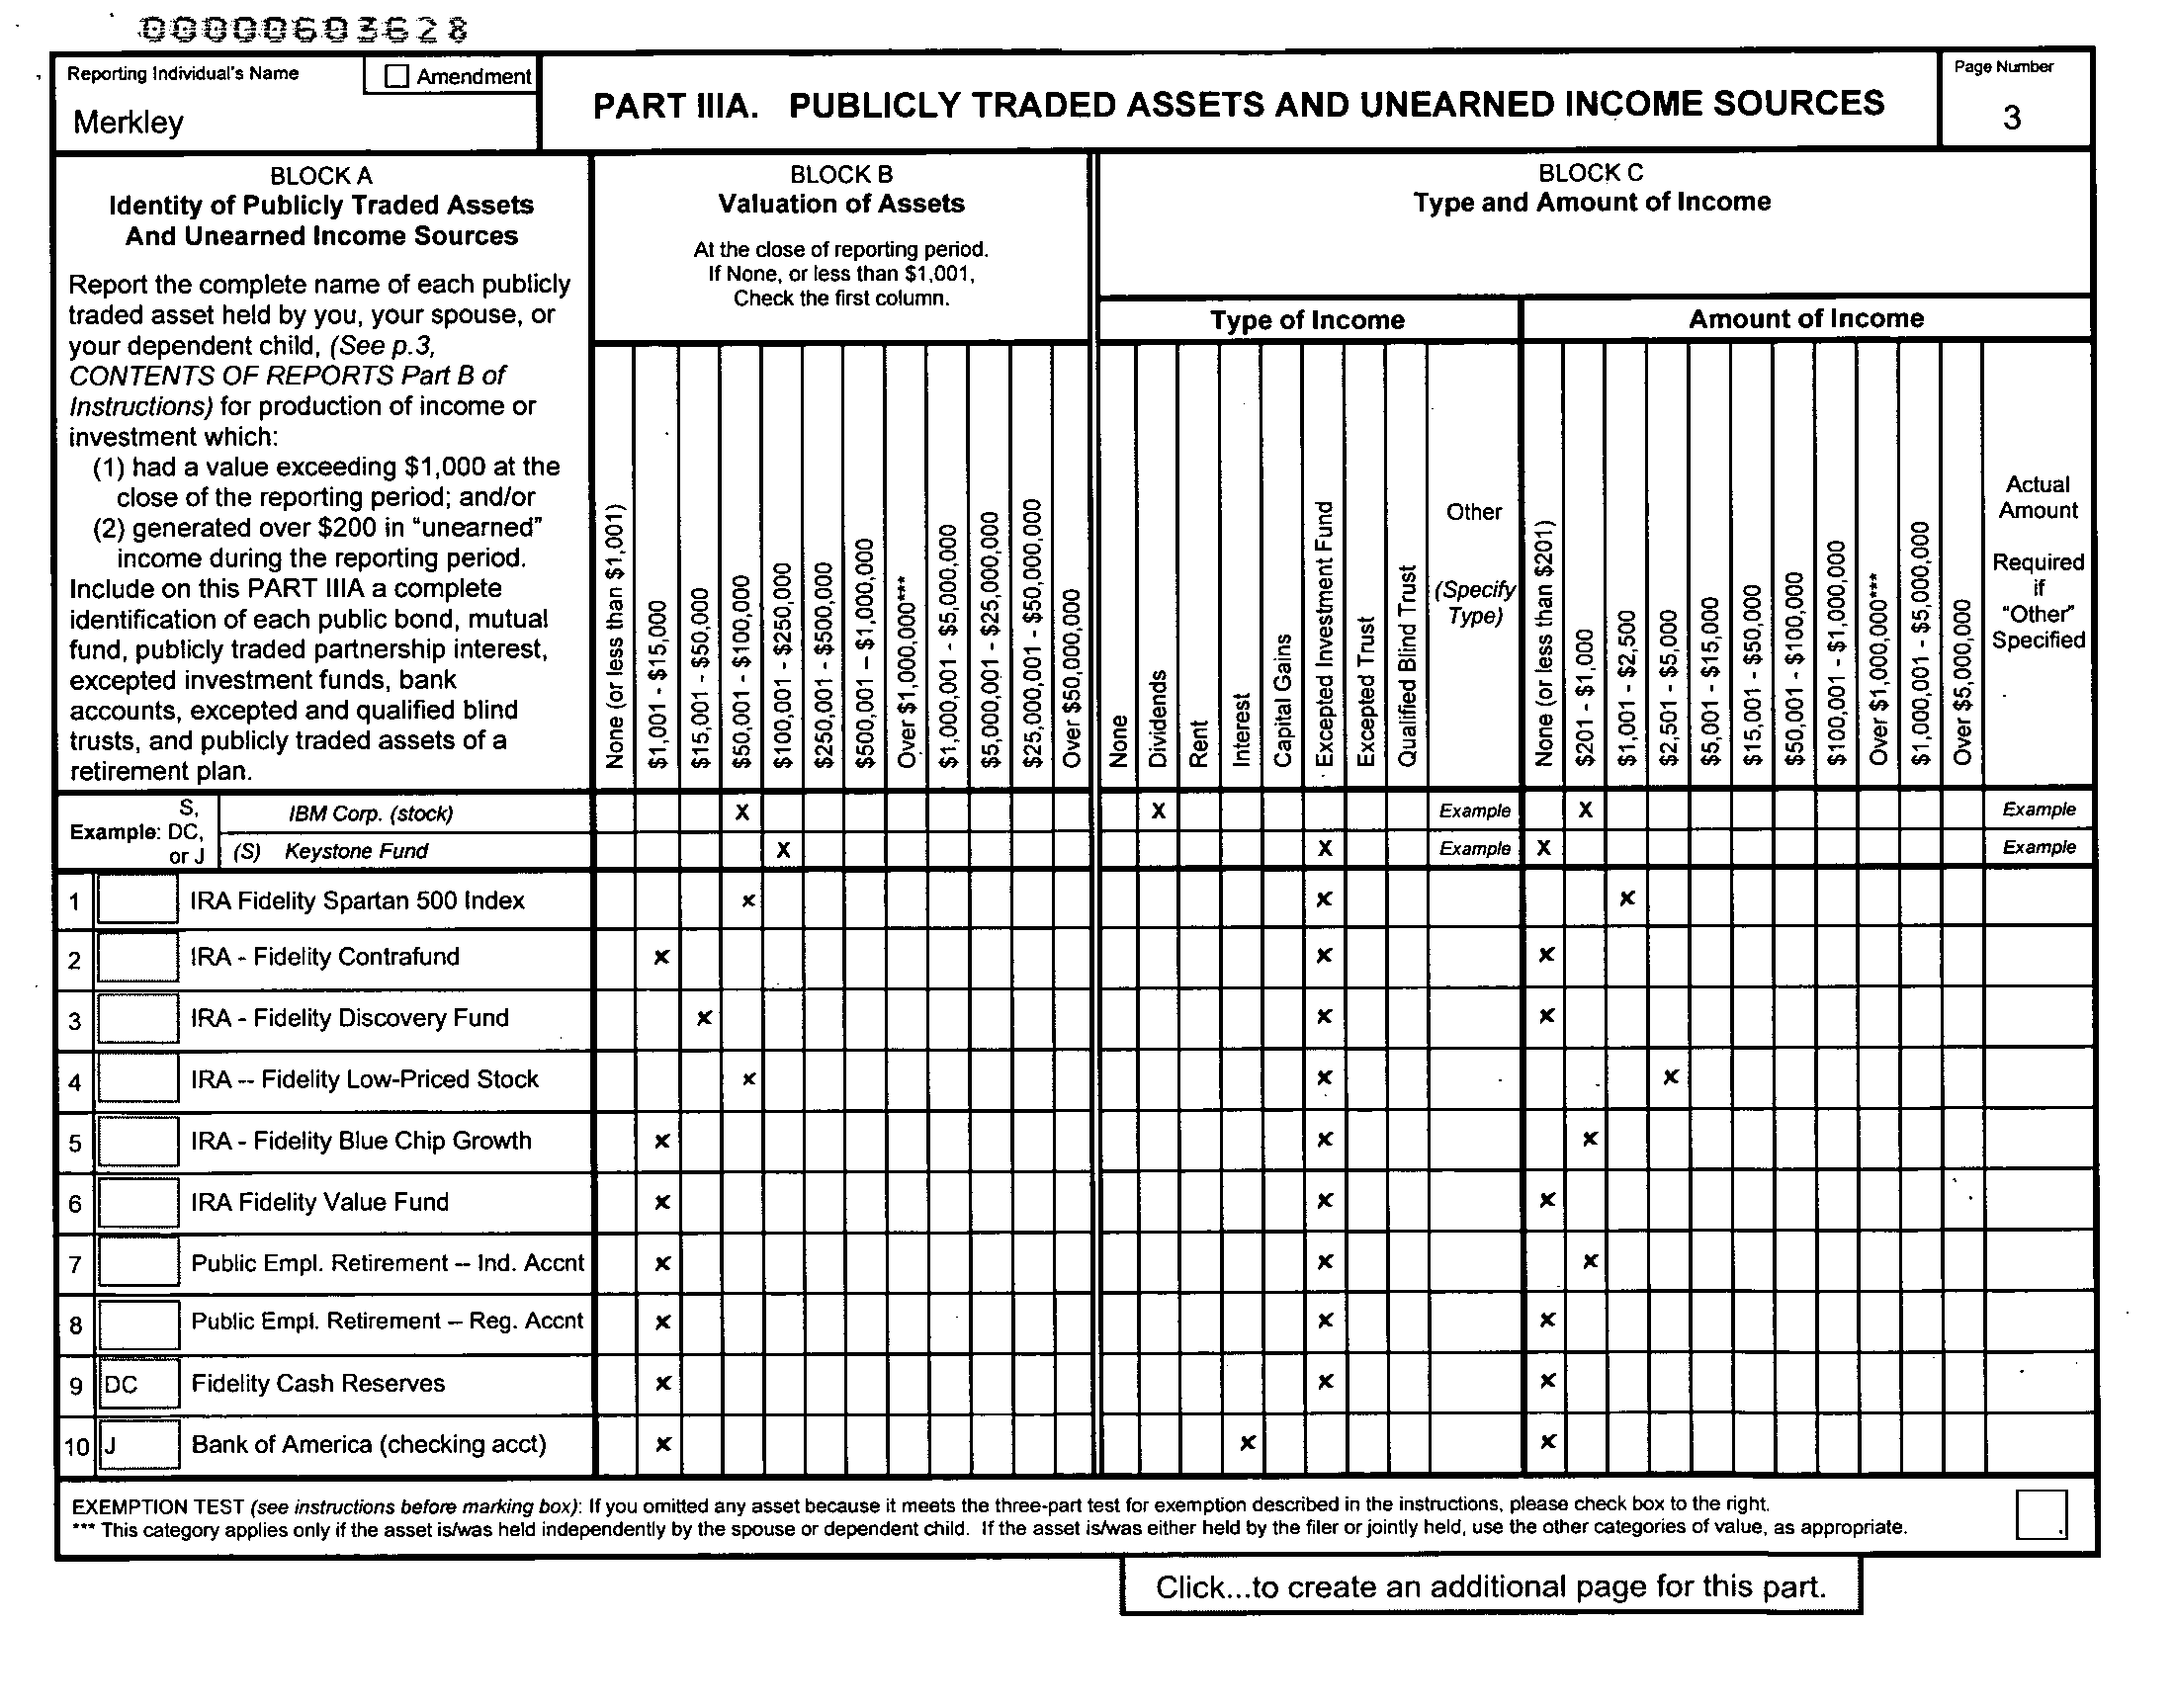 00000603628
Reporting Individual's Name
☐ Amendment
Merkley
PART IIIA. PUBLICLY TRADED ASSETS AND UNEARNED INCOME SOURCES
Page Number
3
BLOCK A
Identity of Publicly Traded Assets
And Unearned Income Sources
Report the complete name of each publicly
traded asset held by you, your spouse, or
your dependent child, (See p.3,
CONTENTS OF REPORTS Part B of
Instructions) for production of income or
investment which:
(1) had a value exceeding $1,000 at the
close of the reporting period; and/or
(2) generated over $200 in "unearned"
income during the reporting period.
Include on this PART IIIA a complete
identification of each public bond, mutual
fund, publicly traded partnership interest,
excepted investment funds, bank
accounts, excepted and qualified blind
trusts, and publicly traded assets of a
retirement plan.
BLOCK B
Valuation of Assets
At the close of reporting period.
If None, or less than $1,001,
Check the first column.
None (or less than $1,001)
$1,001 - $15,000
$15,001 - $50,000
$50,001 - $100,000
$100,001 - $250,000
$250,001 - $500,000
$500,001 – $1,000,000
Over $1,000,000***
$1,000,001 - $5,000,000
$5,000,001 - $25,000,000
$25,000,001 - $50,000,000
Over $50,000,000
BLOCK C
Type and Amount of Income
Type of Income
None
Dividends
Rent
Interest
Capital Gains
Excepted Investment Fund
Excepted Trust
Qualified Blind Trust
Other
(Specify
Type)
Amount of Income
None (or less than $201)
$201 - $1,000
$1,001 - $2,500
$2,501 - $5,000
$5,001 - $15,000
$15,001 - $50,000
$50,001 - $100,000
$100,001 - $1,000,000
Over $1,000,000***
$1,000,001 - $5,000,000
Over $5,000,000
Actual
Amount
Required
if
"Other"
Specified
Example: S, DC, or J
IBM Corp. (stock) X X Example X Example
(S) Keystone Fund X X Example X Example
1 IRA Fidelity Spartan 500 Index x x x
2 IRA - Fidelity Contrafund x x x
3 IRA - Fidelity Discovery Fund x x x
4 IRA -- Fidelity Low-Priced Stock x x x
5 IRA - Fidelity Blue Chip Growth x x x
6 IRA Fidelity Value Fund x x x
7 Public Empl. Retirement -- Ind. Accnt x x x
8 Public Empl. Retirement – Reg. Accnt x x x
9 DC Fidelity Cash Reserves x x x
10 J Bank of America (checking acct) x x x
EXEMPTION TEST (see instructions before marking box): If you omitted any asset because it meets the three-part test for exemption described in the instructions, please check box to the right.
*** This category applies only if the asset is/was held independently by the spouse or dependent child. If the asset is/was either held by the filer or jointly held, use the other categories of value, as appropriate.
Click...to create an additional page for this part.